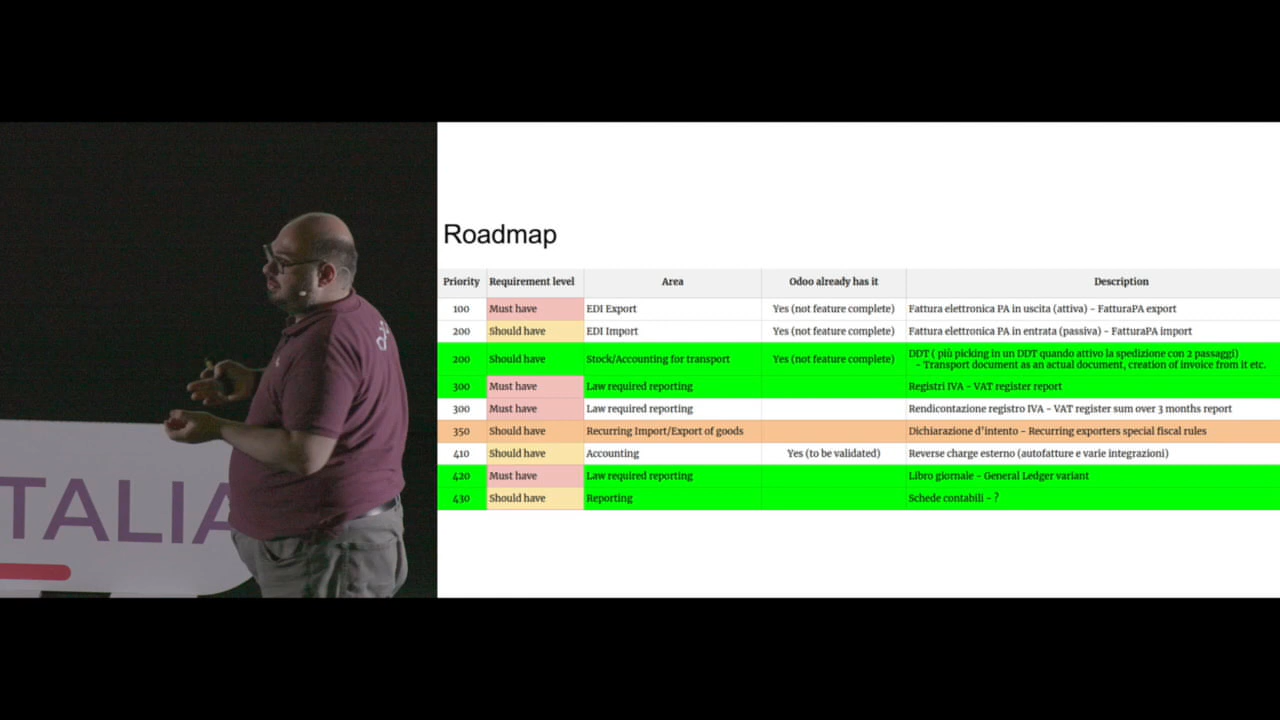 Roadmap
Priority Requirement level Area Odoo already has it Description
100 Must have EDI Export Yes (not feature complete) Fattura elettronica PA in uscita (attiva) - FatturaPA export
200 Should have EDI Import Yes (not feature complete) Fattura elettronica PA in entrata (passiva) - FatturaPA import
200 Should have Stock/Accounting for transport Yes (not feature complete) DDT ( più picking in un DDT quando attivo la spedizione con 2 passaggi)
- Transport document as an actual document, creation of invoice from it etc.
300 Must have Law required reporting Registri IVA - VAT register report
300 Must have Law required reporting Rendicontazione registro IVA - VAT register sum over 3 months report
350 Should have Recurring Import/Export of goods Dichiarazione d'intento - Recurring exporters special fiscal rules
410 Should have Accounting Yes (to be validated) Reverse charge esterno (autofatture e varie integrazioni)
420 Must have Law required reporting Libro giornale - General Ledger variant
430 Should have Reporting Schede contabili - ?
TALIA